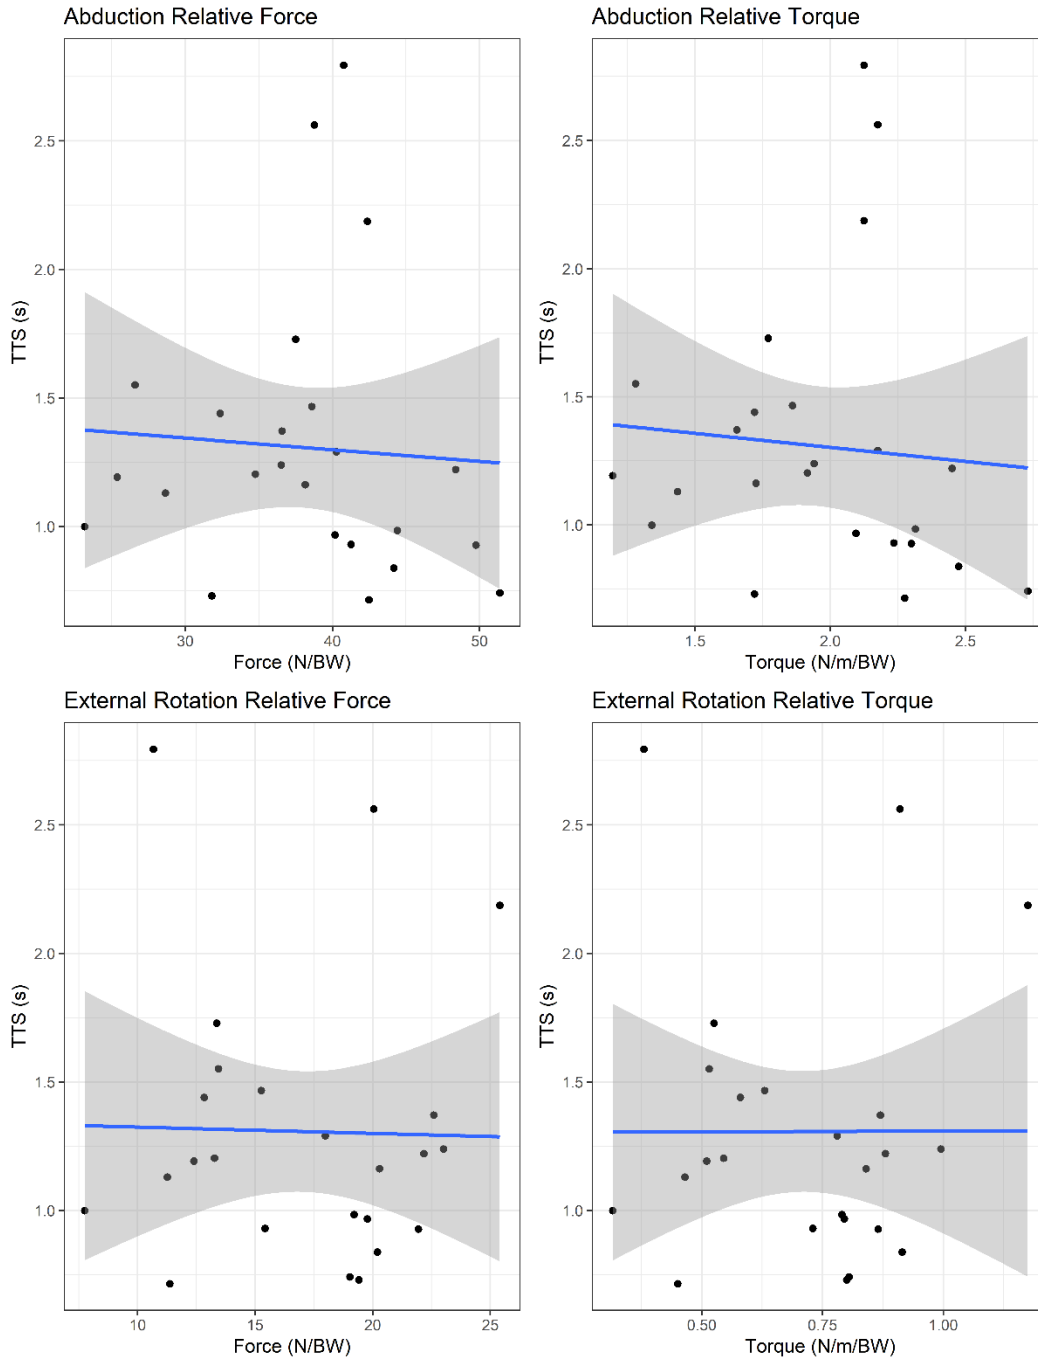 Abduction Relative Force
TTS (s)
2.5
2.0
1.5
1.0
30 40 50
Force (N/BW)
Abduction Relative Torque
TTS (s)
2.5
2.0
1.5
1.0
1.5 2.0 2.5
Torque (N/m/BW)
External Rotation Relative Force
TTS (s)
2.5
2.0
1.5
1.0
10 15 20 25
Force (N/BW)
External Rotation Relative Torque
TTS (s)
2.5
2.0
1.5
1.0
0.50 0.75 1.00
Torque (N/m/BW)